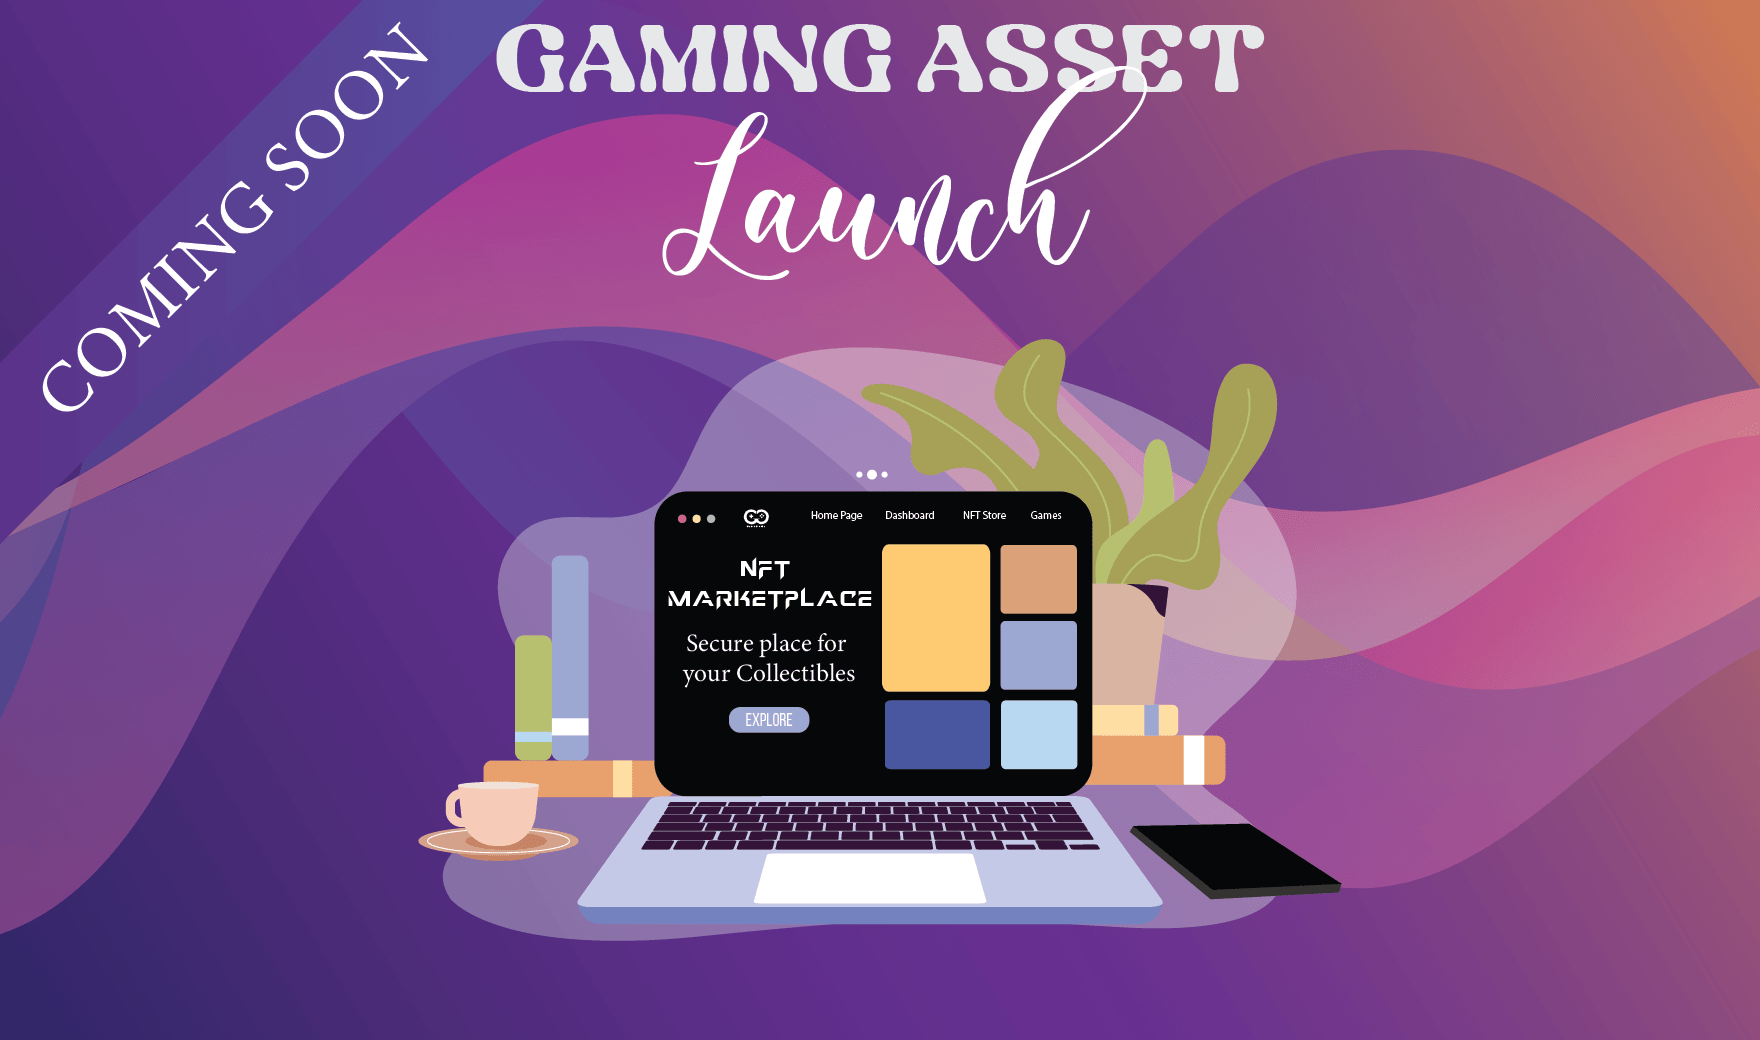 COMING SOON
GAMING ASSET
Launch
Home Page Dashboard NFT Store Games
NFT
MARKETPLACE
Secure place for
your Collectibles
EXPLORE